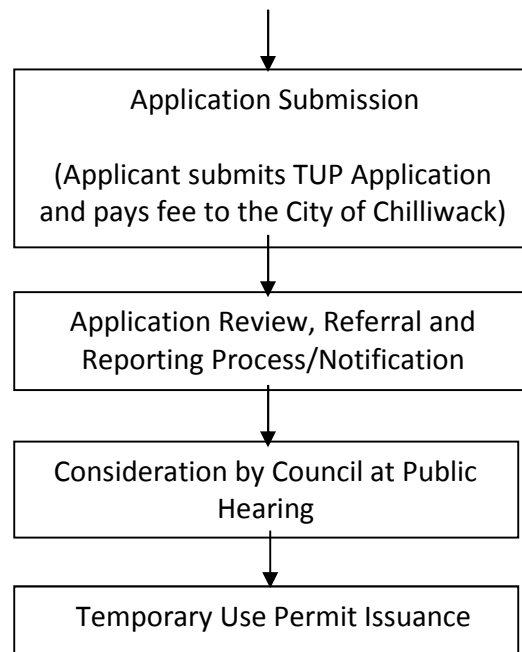 Application Submission
(Applicant submits TUP Application
and pays fee to the City of Chilliwack)
Application Review, Referral and
Reporting Process/Notification
Consideration by Council at Public
Hearing
Temporary Use Permit Issuance